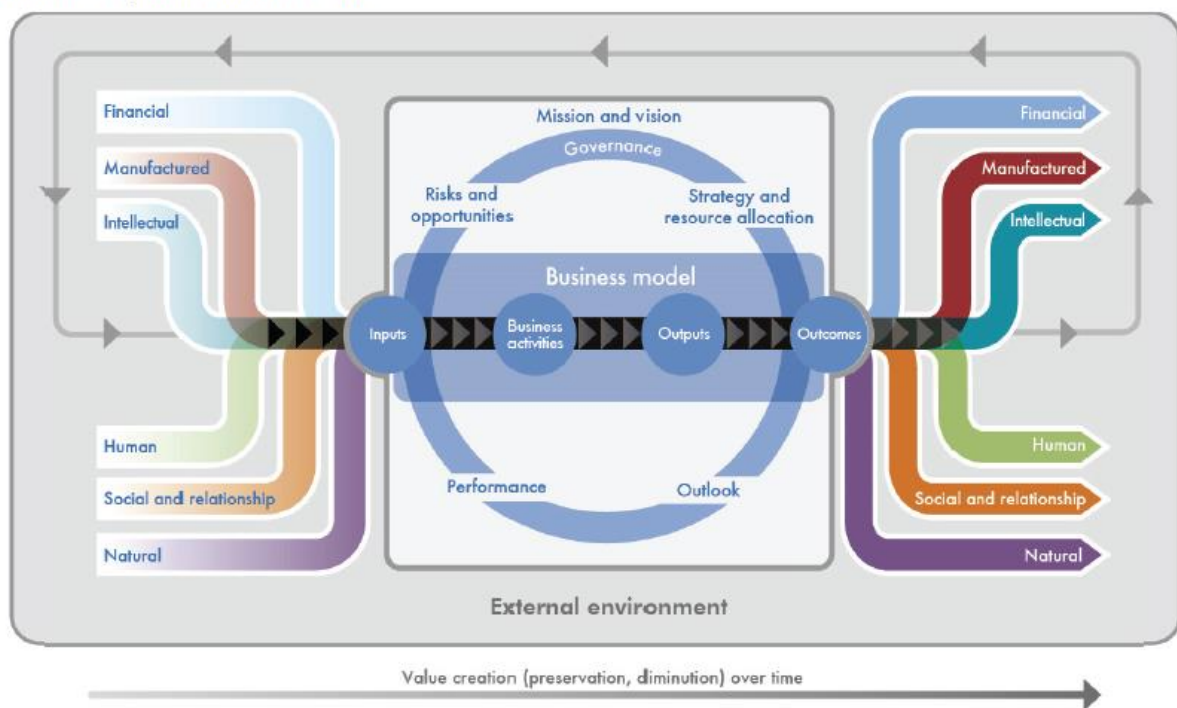 Financial
Manufactured
Intellectual
Human
Social and relationship
Natural
Mission and vision
Governance
Risks and
opportunities
Strategy and
resource allocation
Business model
Inputs
Business
activities
Outputs
Outcomes
Performance
Outlook
Financial
Manufactured
Intellectual
Human
Social and relationship
Natural
External environment
Value creation (preservation, diminution) over time